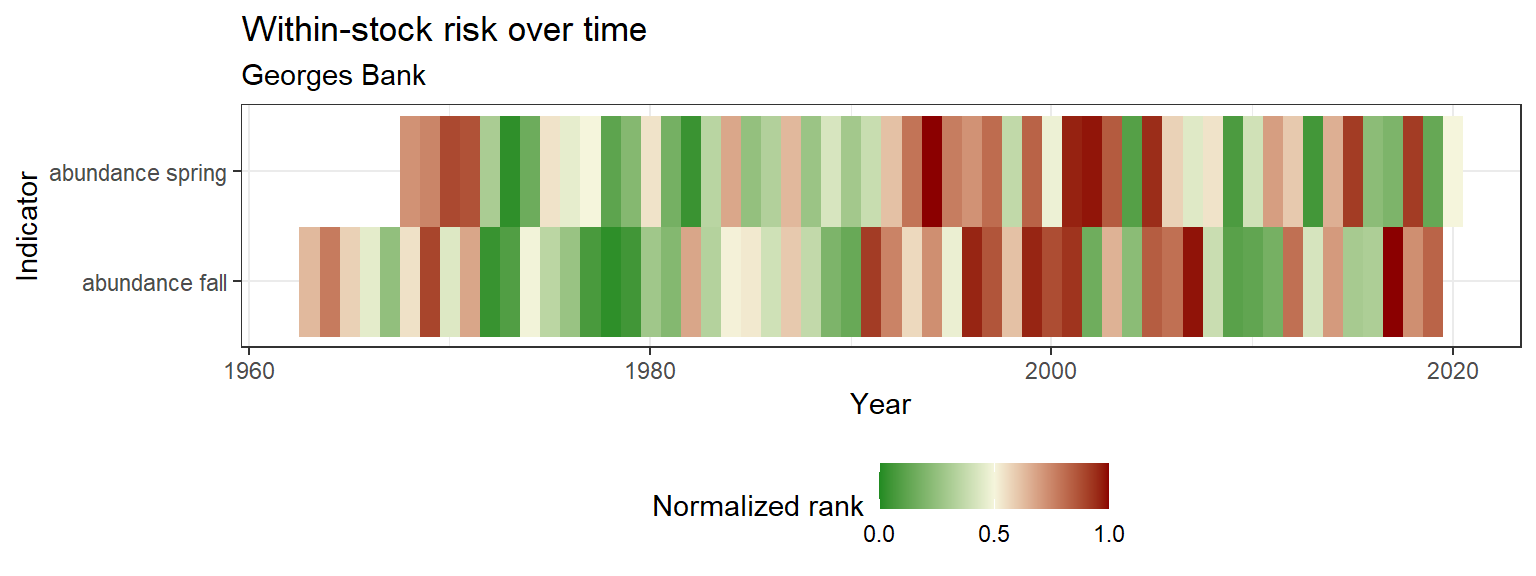 Within-stock risk over time
Georges Bank
Indicator
abundance spring
abundance fall
1960 1980 2000 2020
Year
Normalized rank
0.0 0.5 1.0